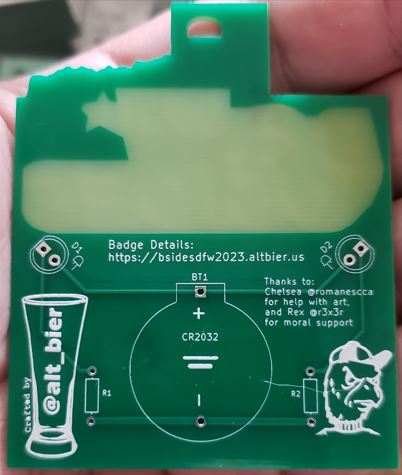 Badge Details:
https://bsidesdfw2023.altbier.us
D1
D2
BT1
+
CR2032
-
Thanks to:
Chelsea @romanescca
for help with art,
and Rex @r3x3r
for moral support
Crafted by
@alt_bier
R1
R2